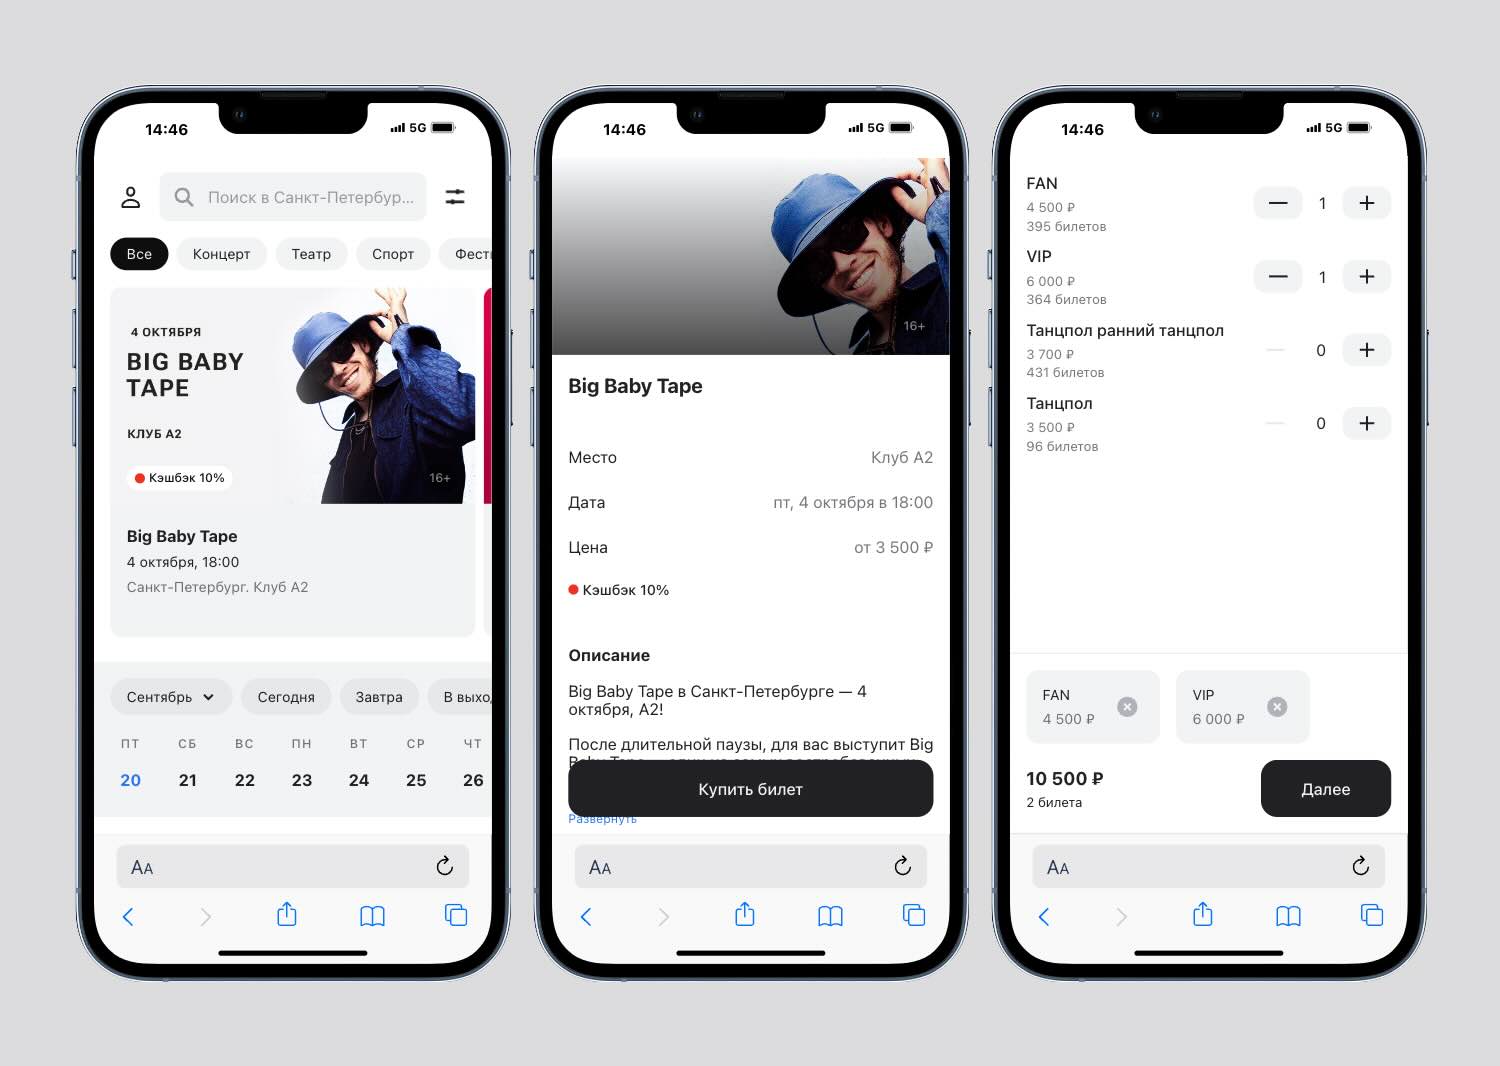 14:46
5G
Поиск в Санкт-Петербур...
Все
Концерт
Театр
Спорт
Фест
4 ОКТЯБРЯ
BIG BABY
TAPE
КЛУБ А2
Кэшбэк 10%
16+
Big Baby Tape
4 октября, 18:00
Санкт-Петербург. Клуб А2
Сентябрь
Сегодня
Завтра
В выхо
ПТ СБ ВС ПН ВТ СР ЧТ
20 21 22 23 24 25 26
AA
14:46
5G
16+
Big Baby Tape
Место Клуб А2
Дата пт, 4 октября в 18:00
Цена от 3 500 ₽
Кэшбэк 10%
Описание
Big Baby Tape в Санкт-Петербурге — 4
октября, А2!
После длительной паузы, для вас выступит Big
Купить билет
Развернуть
AA
14:46
5G
FAN
4 500 ₽
395 билетов
1
VIP
6 000 ₽
364 билетов
1
Танцпол ранний танцпол
3 700 ₽
431 билетов
0
Танцпол
3 500 ₽
96 билетов
0
FAN
4 500 ₽
VIP
6 000 ₽
10 500 ₽
2 билета
Далее
AA